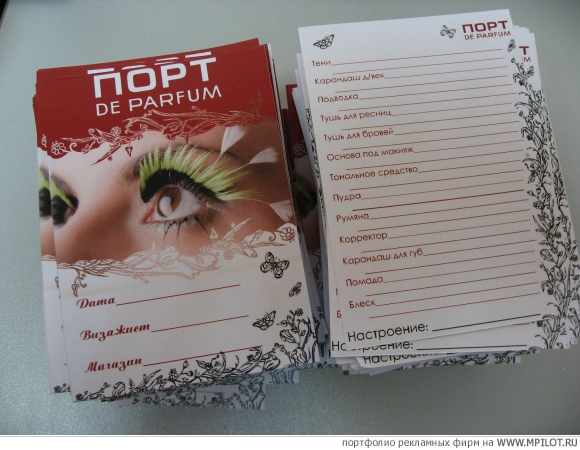 ПОРТ
DE PARFUM
Дата
Визажист
Магазин
ПОРТ
DE PARFUM
Тени
Карандаш д/век
Подводка
Тушь для ресниц
Тушь для бровей
Основа под макияж
Тональное средство
Пудра
Румяна
Корректор
Карандаш для губ
Помада
Блеск
Настроение:
Настроение:
портфолио рекламных фирм на WWW.MPILOT.RU